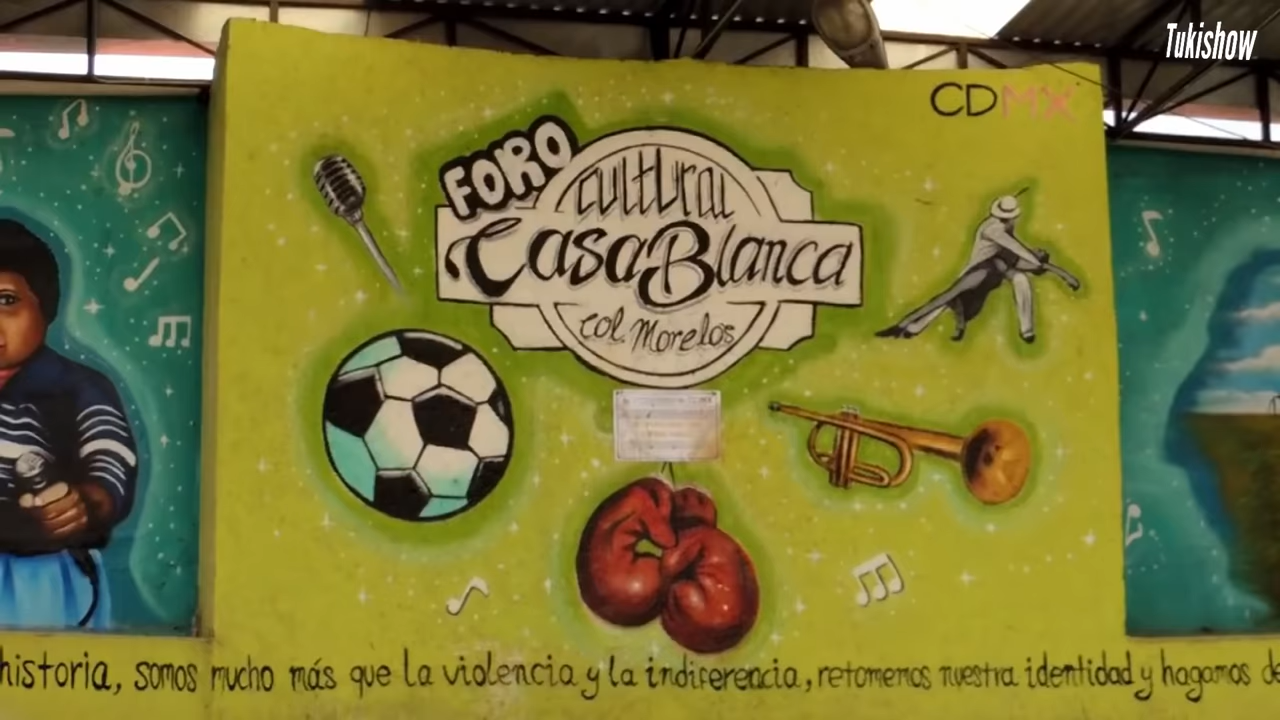 Tukishow
CDMX
FORO
cultural
CasaBlanca
col. Morelos
historia, somos mucho más que la violencia y la indiferencia, retomemos nuestra identidad y hagamos de